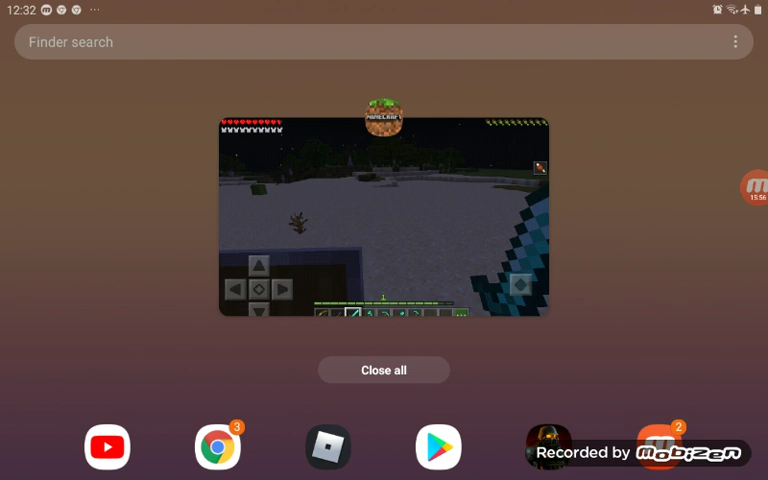 12:32
Finder search
MINECRAFT
15:56
1
Close all
3
2
Recorded by mobizen